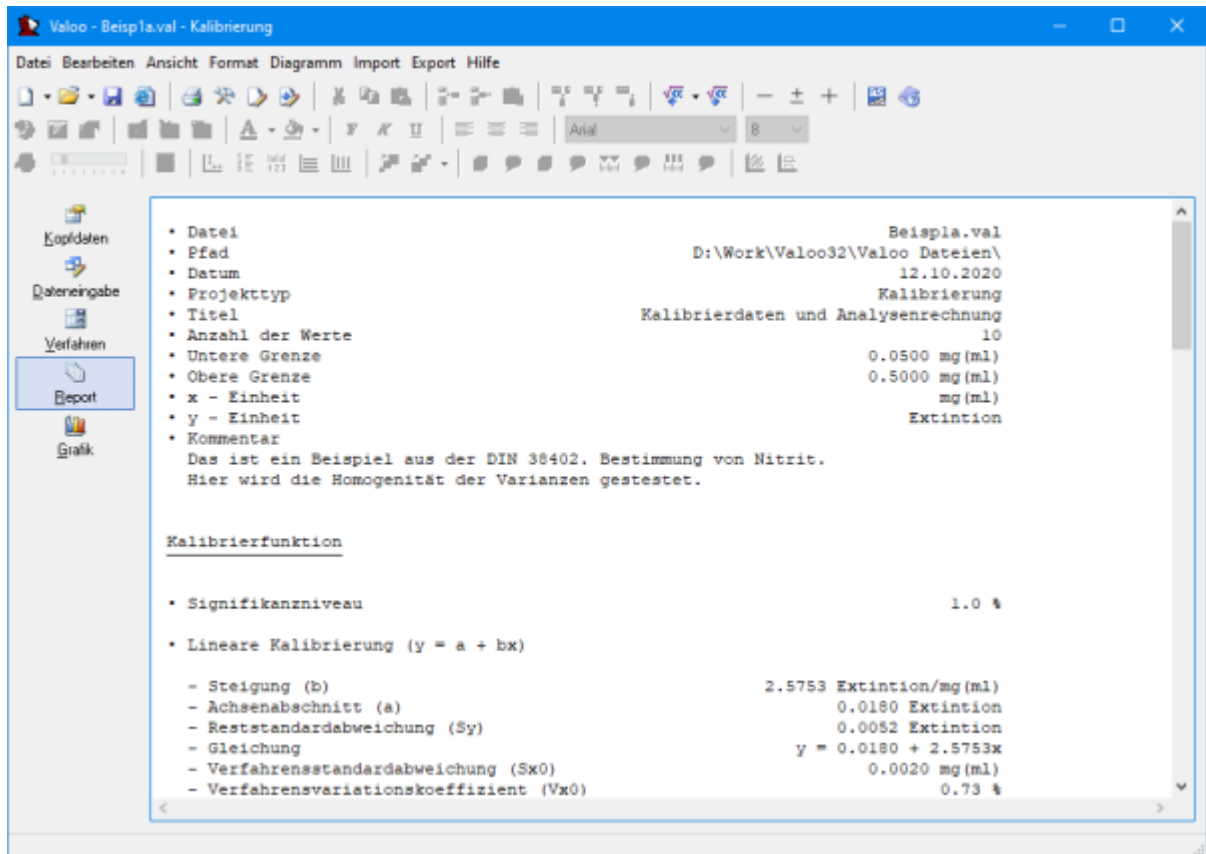 Valoo - Beisp1a.val - Kalibrierung
Datei Bearbeiten Ansicht Format Diagramm Import Export Hilfe
Arial 8
Kopfdaten
Dateneingabe
Verfahren
Report
Grafik
• Datei Beisp1a.val
• Pfad D:\Work\Valoo32\Valoo Dateien\
• Datum 12.10.2020
• Projekttyp Kalibrierung
• Titel Kalibrierdaten und Analysenrechnung
• Anzahl der Werte 10
• Untere Grenze 0.0500 mg(ml)
• Obere Grenze 0.5000 mg(ml)
• x - Einheit mg(ml)
• y - Einheit Extintion
• Kommentar
Das ist ein Beispiel aus der DIN 38402. Bestimmung von Nitrit.
Hier wird die Homogenität der Varianzen gestestet.
Kalibrierfunktion
• Signifikanzniveau 1.0 %
• Lineare Kalibrierung (y = a + bx)
- Steigung (b) 2.5753 Extintion/mg(ml)
- Achsenabschnitt (a) 0.0180 Extintion
- Reststandardabweichung (Sy) 0.0052 Extintion
- Gleichung y = 0.0180 + 2.5753x
- Verfahrensstandardabweichung (Sx0) 0.0020 mg(ml)
- Verfahrensvariationskoeffizient (Vx0) 0.73 %